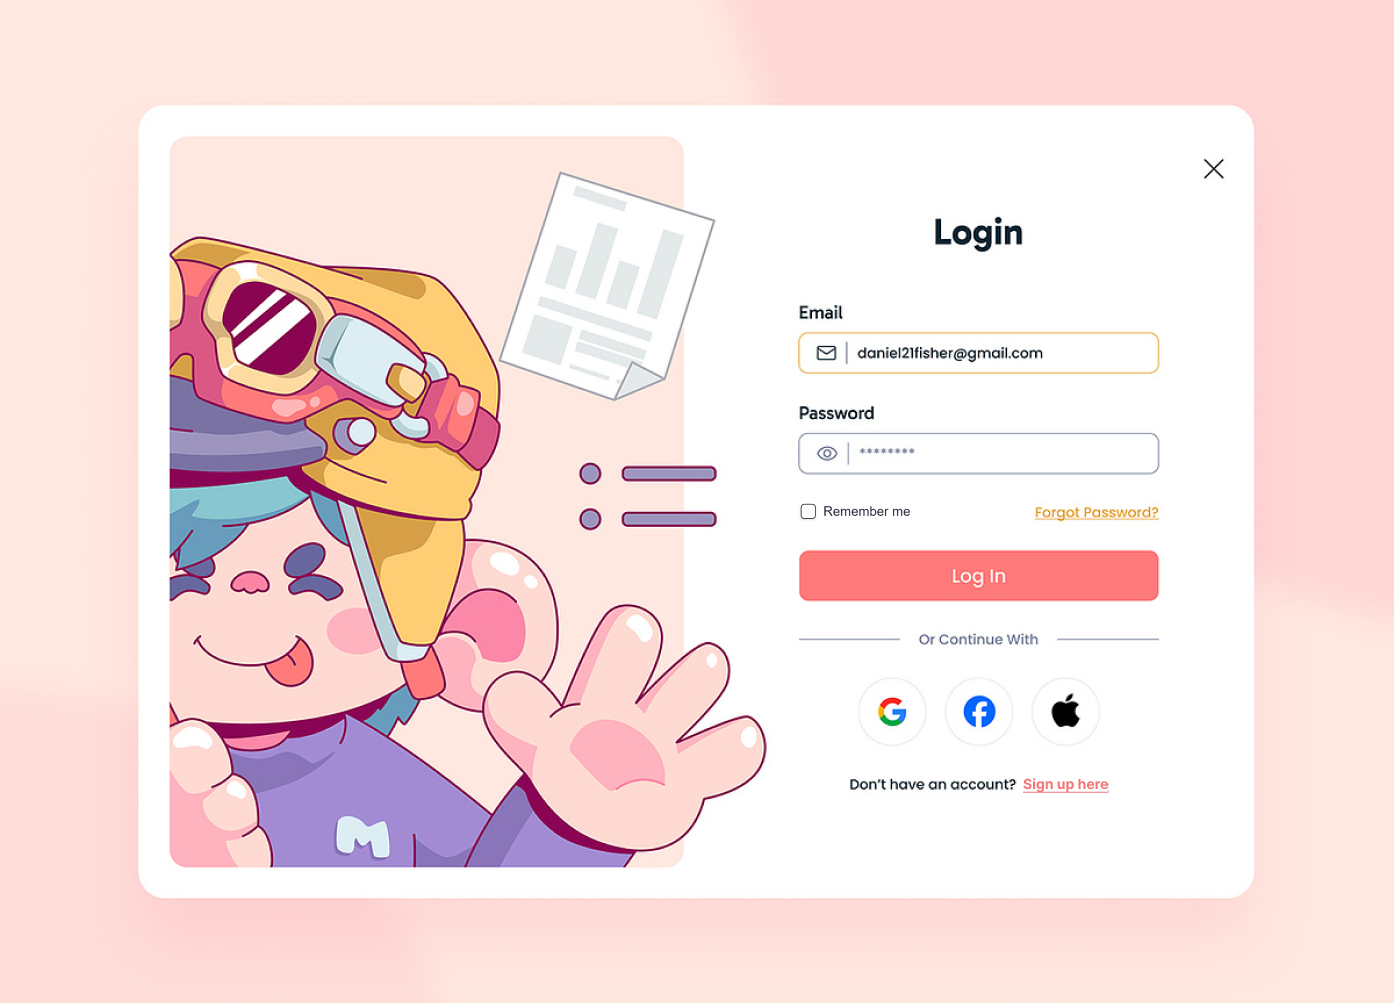 Login
Email
daniel21fisher@gmail.com
Password
********
Remember me
Forgot Password?
Log In
Or Continue With
Don't have an account? Sign up here
M